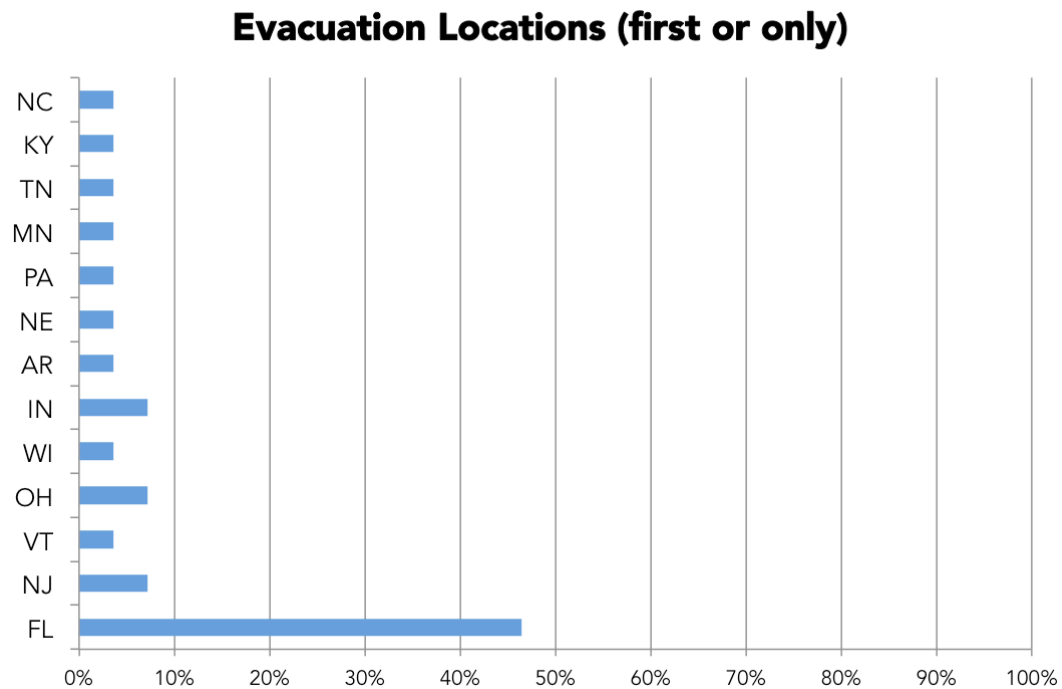 Evacuation Locations (first or only)
NC
KY
TN
MN
PA
NE
AR
IN
WI
OH
VT
NJ
FL
0% 10% 20% 30% 40% 50% 60% 70% 80% 90% 100%